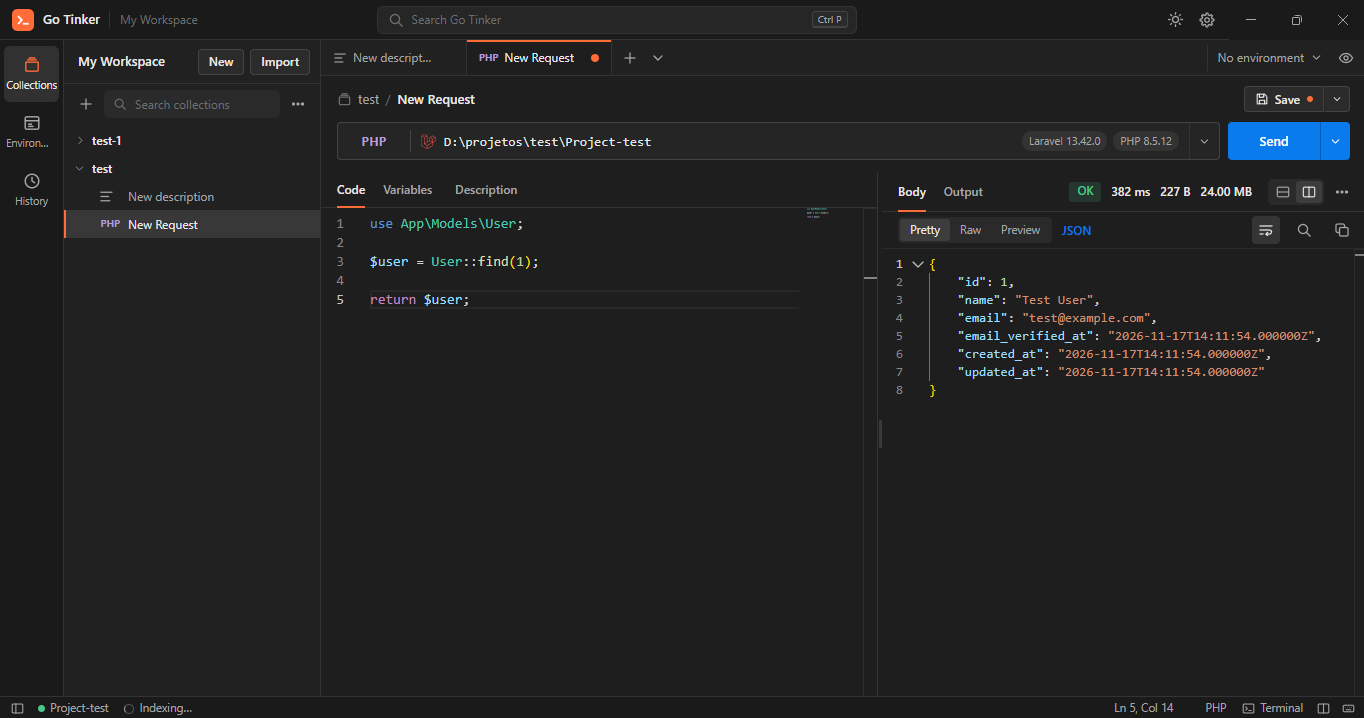 Go Tinker
My Workspace
Search Go Tinker
Ctrl P
Collections
Environ...
History
My Workspace
New
Import
Search collections
test-1
test
New description
PHP New Request
New descript...
PHP New Request
No environment
test / New Request
Save
PHP
D:\projetos\test\Project-test
Laravel 13.42.0
PHP 8.5.12
Send
Code
Variables
Description
1 use App\Models\User;
2
3 $user = User::find(1);
4
5 return $user;
Body
Output
OK
382 ms
227 B
24.00 MB
Pretty
Raw
Preview
JSON
1 {
2 "id": 1,
3 "name": "Test User",
4 "email": "test@example.com",
5 "email_verified_at": "2026-11-17T14:11:54.000000Z",
6 "created_at": "2026-11-17T14:11:54.000000Z",
7 "updated_at": "2026-11-17T14:11:54.000000Z"
8 }
Project-test
Indexing...
Ln 5, Col 14
PHP
Terminal